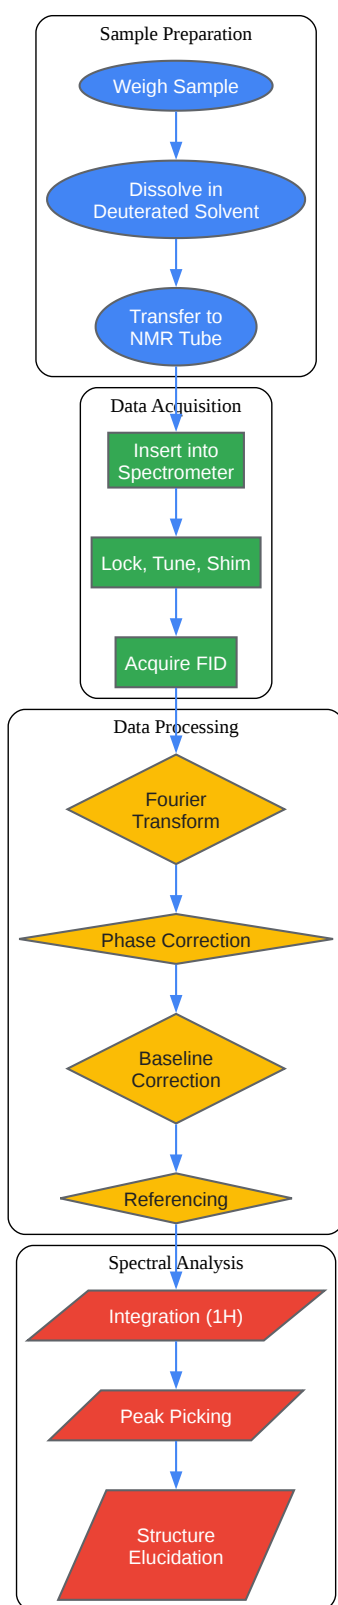 Sample Preparation
Weigh Sample
Dissolve in
Deuterated Solvent
Transfer to
NMR Tube
Data Acquisition
Insert into
Spectrometer
Lock, Tune, Shim
Acquire FID
Data Processing
Fourier
Transform
Phase Correction
Baseline
Correction
Referencing
Spectral Analysis
Integration (1H)
Peak Picking
Structure
Elucidation